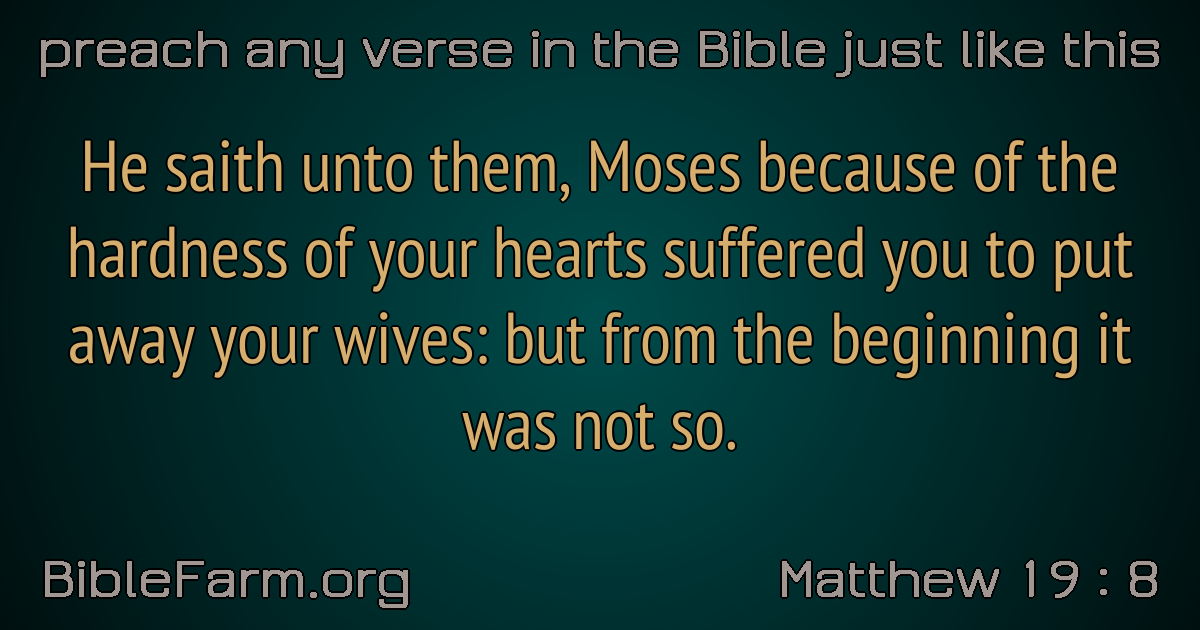 preach any verse in the Bible just like this
He saith unto them, Moses because of the
hardness of your hearts suffered you to put
away your wives: but from the beginning it
was not so.
BibleFarm.org
Matthew 19 : 8